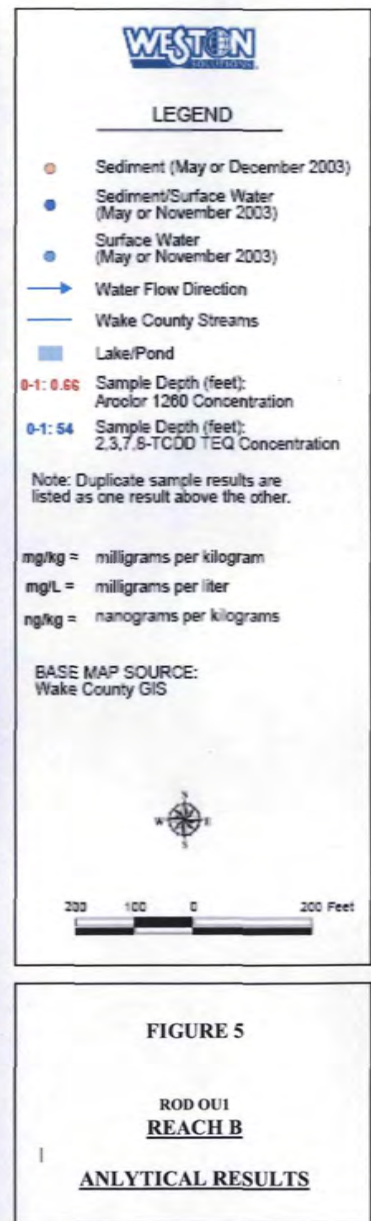 WESTON
SOLUTIONS
LEGEND
Sediment (May or December 2003)
Sediment/Surface Water
(May or November 2003)
Surface Water
(May or November 2003)
Water Flow Direction
Wake County Streams
Lake/Pond
0-1: 0.66 Sample Depth (feet):
Aroclor 1260 Concentration
0-1: 54 Sample Depth (feet):
2,3,7,8-TCDD TEQ Concentration
Note: Duplicate sample results are
listed as one result above the other.
mg/kg = milligrams per kilogram
mg/L = milligrams per liter
ng/kg = nanograms per kilograms
BASE MAP SOURCE:
Wake County GIS
N
W E
S
200 100 0 200 Feet
FIGURE 5
ROD OU1
REACH B
ANLYTICAL RESULTS